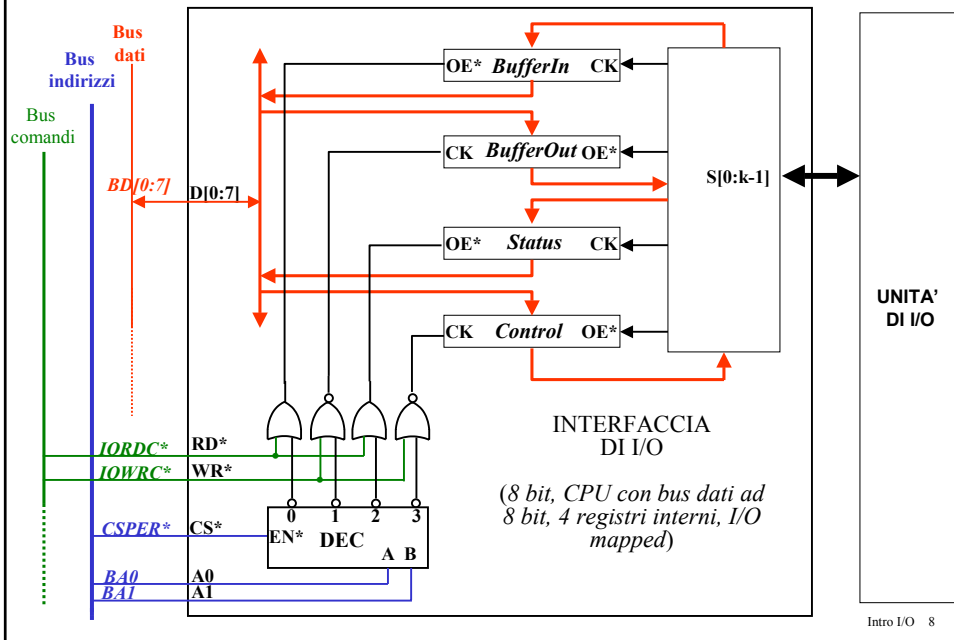 Bus
dati
Bus
indirizzi
Bus
comandi
BD[0:7]
D[0:7]
OE* BufferIn CK
CK BufferOut OE*
S[0:k-1]
OE* Status CK
CK Control OE*
UNITA'
DI I/O
INTERFACCIA
DI I/O
(8 bit, CPU con bus dati ad
8 bit, 4 registri interni, I/O
mapped)
IORDC* RD*
IOWRC* WR*
0 1 2 3
CSPER* CS*
EN* DEC
A B
BA0 A0
BA1 A1
Intro I/O 8